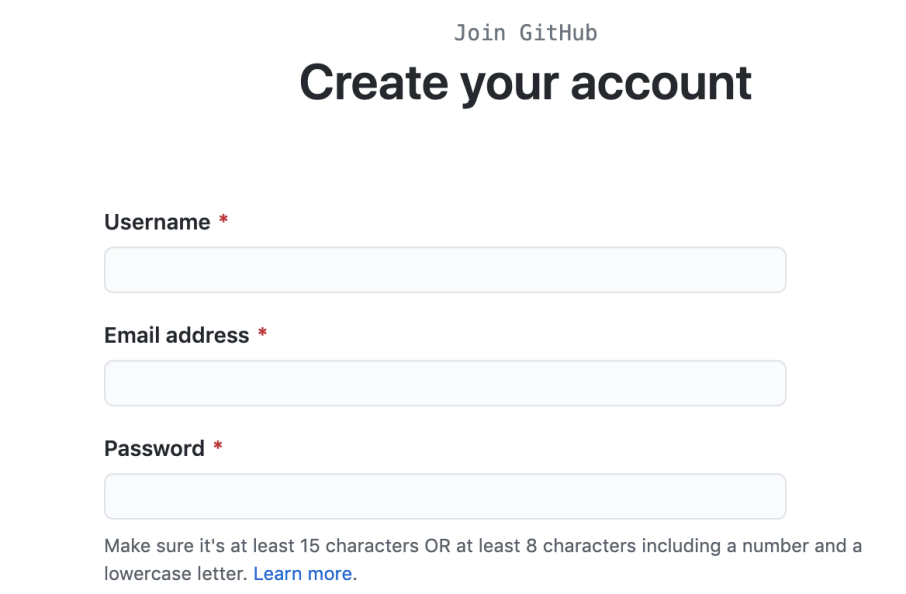 Join GitHub
Create your account
Username *
Email address *
Password *
Make sure it's at least 15 characters OR at least 8 characters including a number and a
lowercase letter. Learn more.